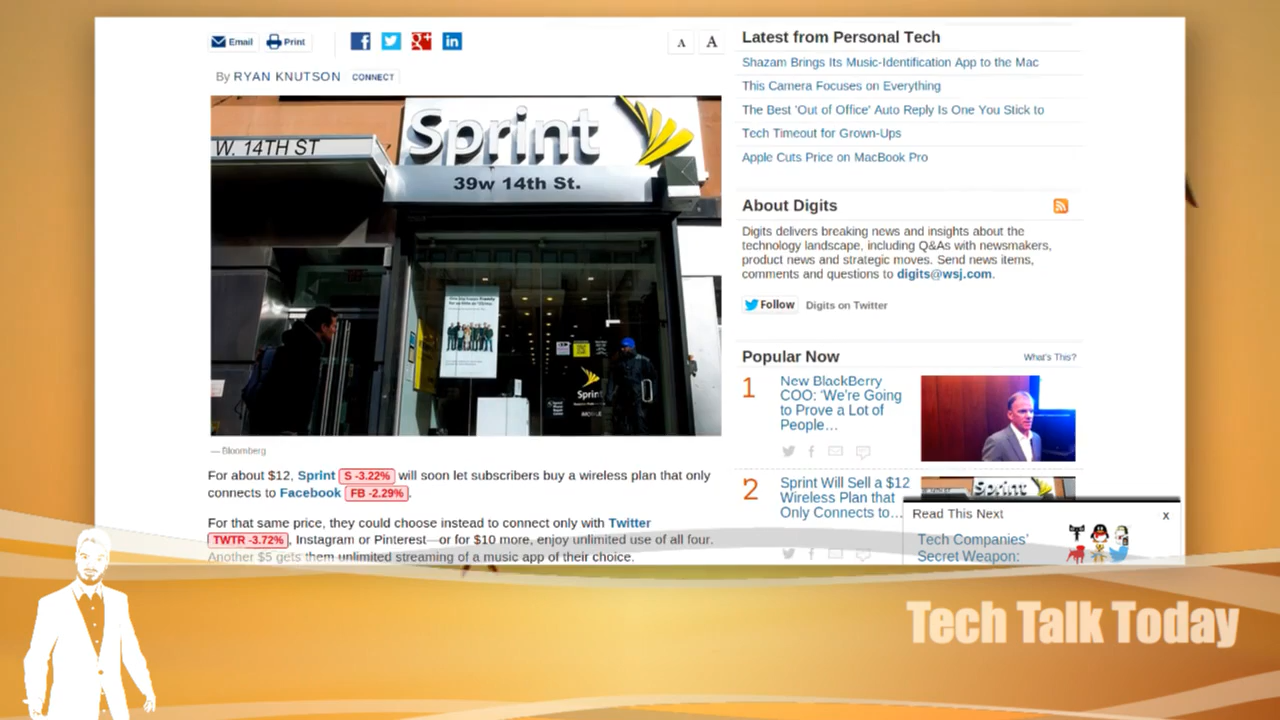 Email Print
A A
By RYAN KNUTSON CONNECT
W. 14TH ST
Sprint
39w 14th St.
Sprint
— Bloomberg
For about $12, Sprint S -3.22% will soon let subscribers buy a wireless plan that only
connects to Facebook FB -2.29%.
For that same price, they could choose instead to connect only with Twitter
TWTR -3.72%, Instagram or Pinterest—or for $10 more, enjoy unlimited use of all four.
Another $5 gets them unlimited streaming of a music app of their choice.
Latest from Personal Tech
Shazam Brings Its Music-Identification App to the Mac
This Camera Focuses on Everything
The Best 'Out of Office' Auto Reply Is One You Stick to
Tech Timeout for Grown-Ups
Apple Cuts Price on MacBook Pro
About Digits
Digits delivers breaking news and insights about the
technology landscape, including Q&As with newsmakers,
product news and strategic moves. Send news items,
comments and questions to digits@wsj.com.
Follow Digits on Twitter
Popular Now What's This?
1 New BlackBerry
COO: 'We're Going
to Prove a Lot of
People…
2 Sprint Will Sell a $12
Wireless Plan that
Only Connects to…
Sprint
Read This Next x
Tech Companies'
Secret Weapon:
Tech Talk Today